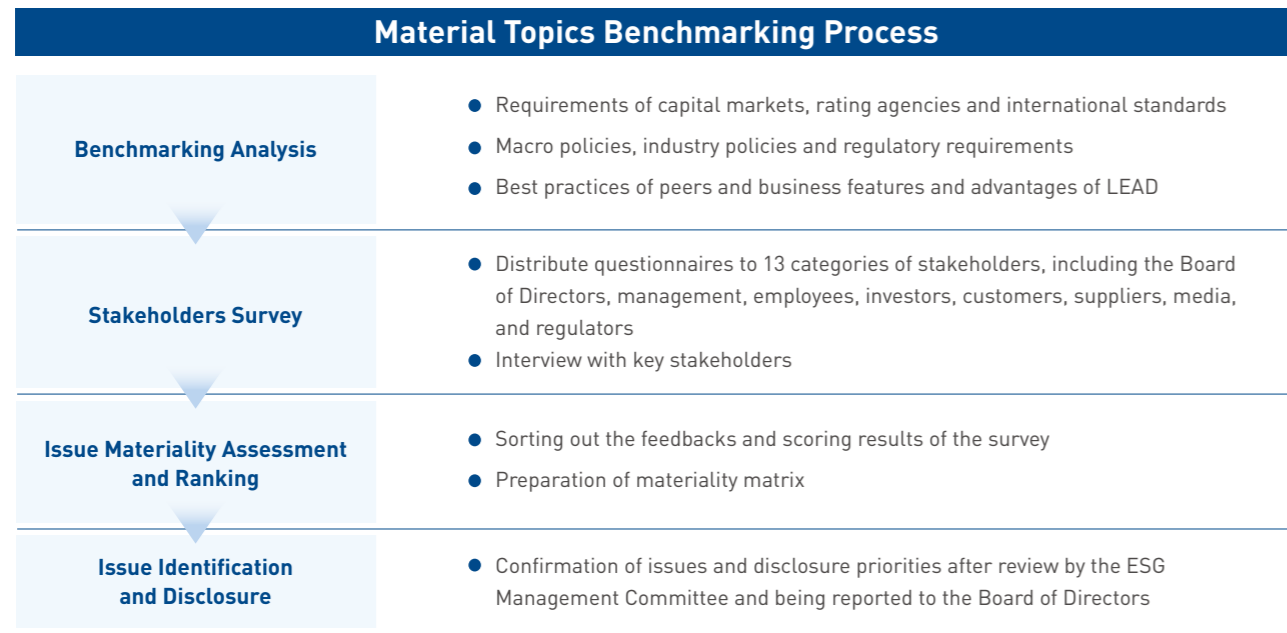 Material Topics Benchmarking Process
Benchmarking Analysis
Requirements of capital markets, rating agencies and international standards
Macro policies, industry policies and regulatory requirements
Best practices of peers and business features and advantages of LEAD
Stakeholders Survey
Distribute questionnaires to 13 categories of stakeholders, including the Board
of Directors, management, employees, investors, customers, suppliers, media,
and regulators
Interview with key stakeholders
Issue Materiality Assessment
and Ranking
Sorting out the feedbacks and scoring results of the survey
Preparation of materiality matrix
Issue Identification
and Disclosure
Confirmation of issues and disclosure priorities after review by the ESG
Management Committee and being reported to the Board of Directors